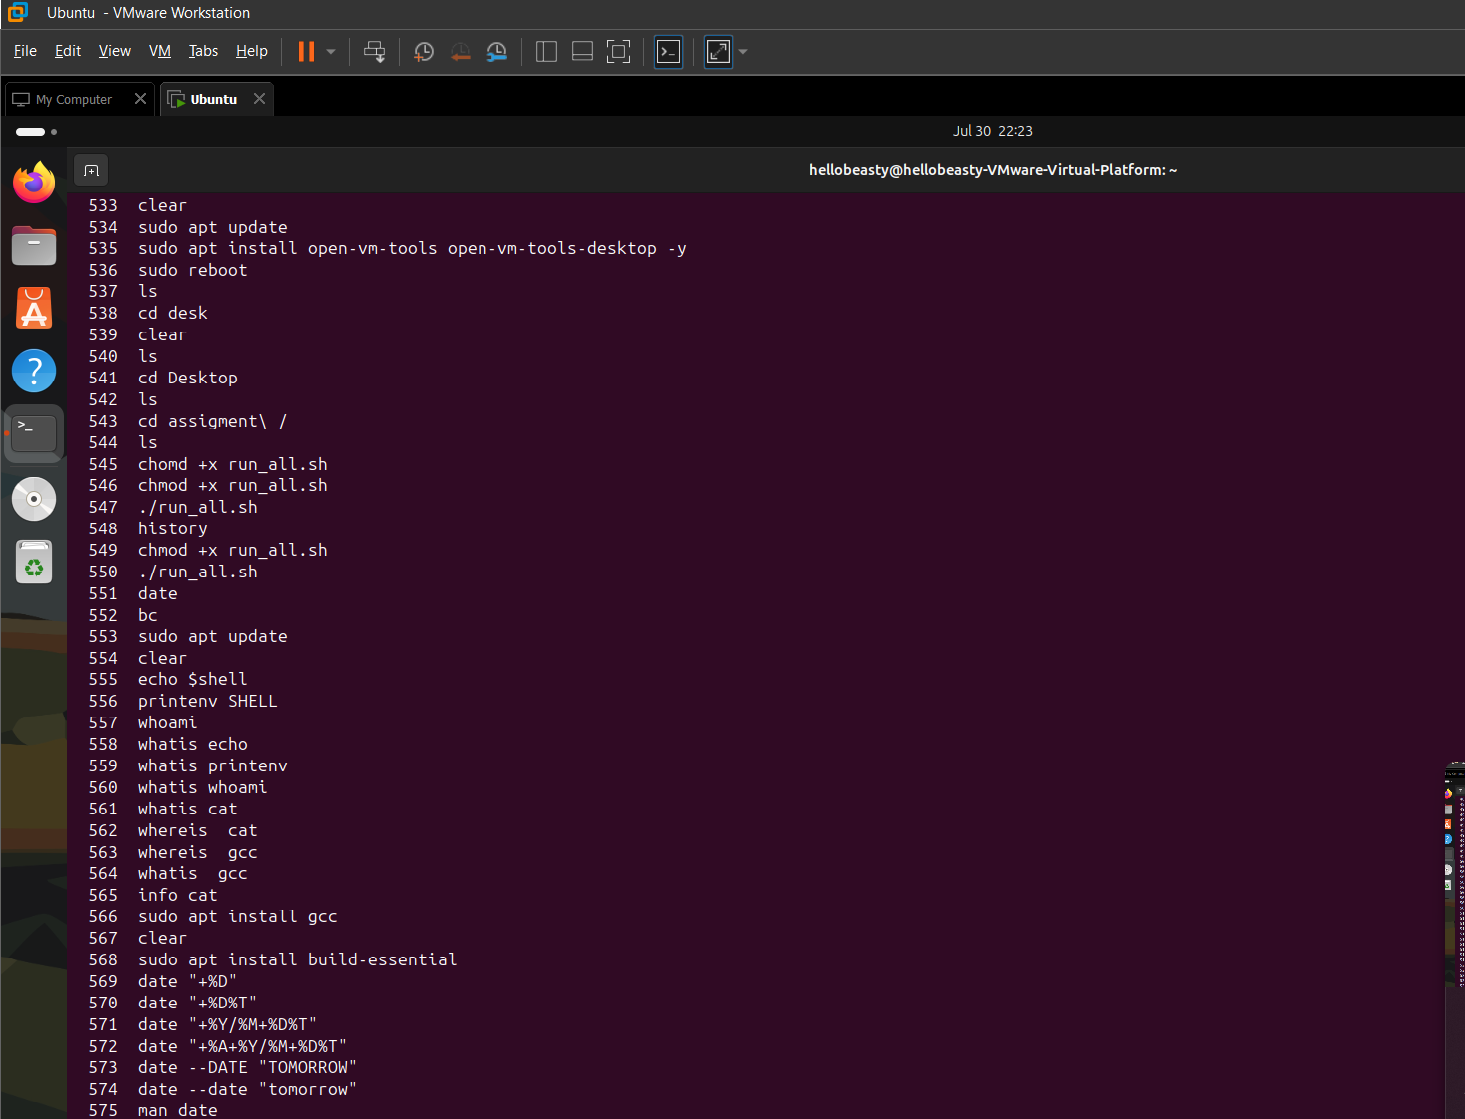 Ubuntu - VMware Workstation
File Edit View VM Tabs Help
My Computer Ubuntu
Jul 30 22:23
hellobeasty@hellobeasty-VMware-Virtual-Platform: ~
533 clear
534 sudo apt update
535 sudo apt install open-vm-tools open-vm-tools-desktop -y
536 sudo reboot
537 ls
538 cd desk
539 clear
540 ls
541 cd Desktop
542 ls
543 cd assigment\ /
544 ls
545 chomd +x run_all.sh
546 chmod +x run_all.sh
547 ./run_all.sh
548 history
549 chmod +x run_all.sh
550 ./run_all.sh
551 date
552 bc
553 sudo apt update
554 clear
555 echo $shell
556 printenv SHELL
557 whoami
558 whatis echo
559 whatis printenv
560 whatis whoami
561 whatis cat
562 whereis  cat
563 whereis  gcc
564 whatis  gcc
565 info cat
566 sudo apt install gcc
567 clear
568 sudo apt install build-essential
569 date "+%D"
570 date "+%D%T"
571 date "+%Y/%M+%D%T"
572 date "+%A+%Y/%M+%D%T"
573 date --DATE "TOMORROW"
574 date --date "tomorrow"
575 man date